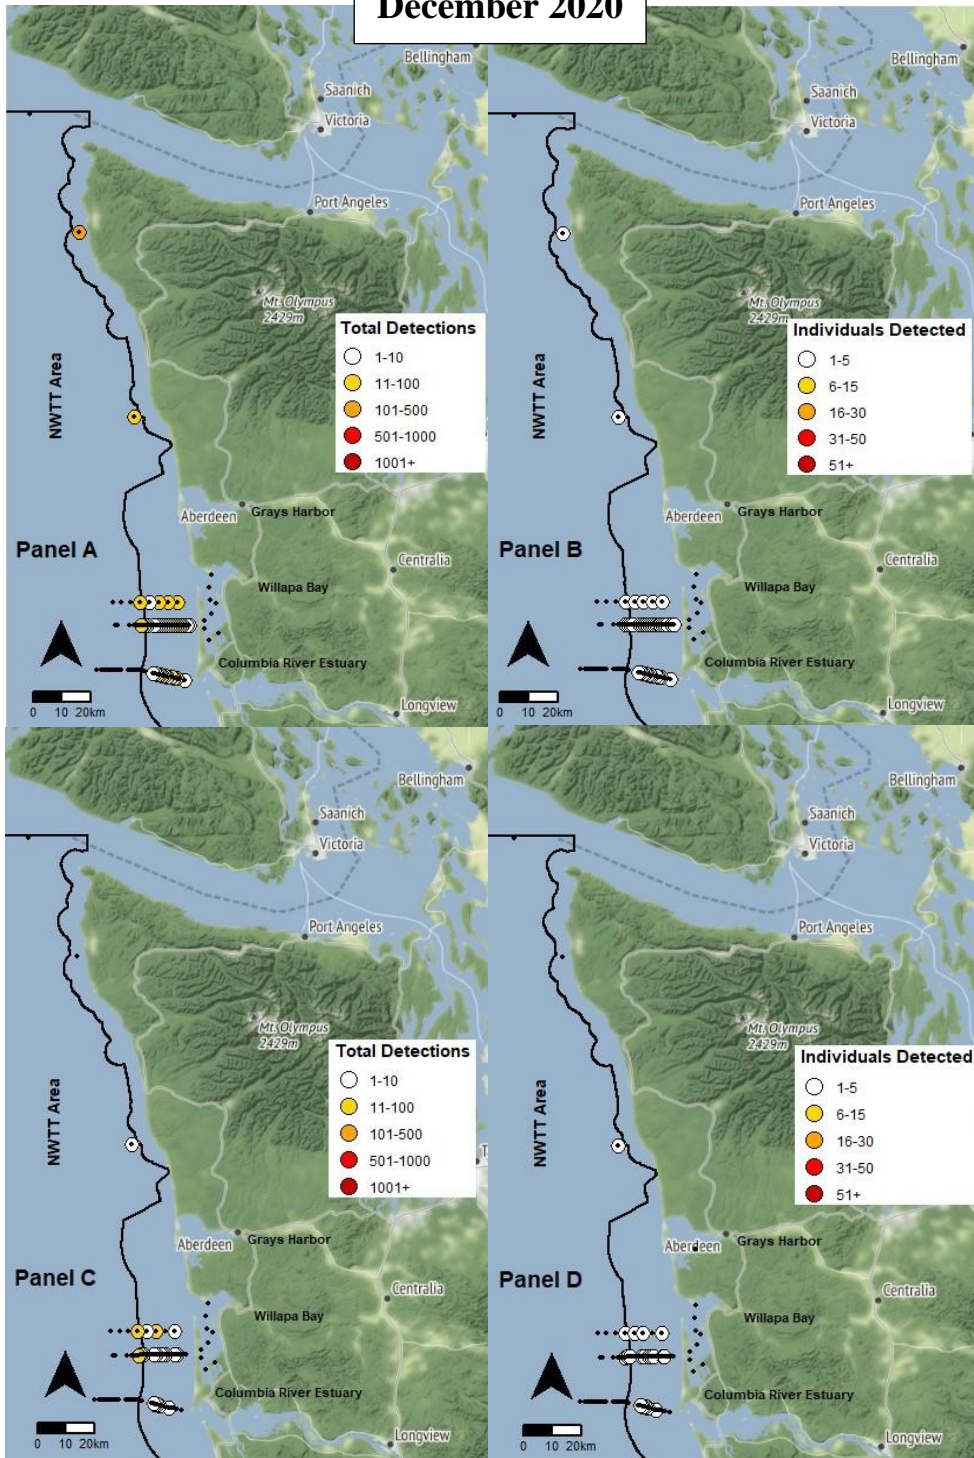 December 2020
Bellingham
Saanich
Victoria
Port Angeles
Mt. Olympus
2429m
NWTT Area
Total Detections
1-10
11-100
101-500
501-1000
1001+
Aberdeen
Grays Harbor
Panel A
Centralia
Willapa Bay
Columbia River Estuary
Longview
0 10 20km
Bellingham
Saanich
Victoria
Port Angeles
Mt. Olympus
2429m
NWTT Area
Individuals Detected
1-5
6-15
16-30
31-50
51+
Aberdeen
Grays Harbor
Panel B
Centralia
Willapa Bay
Columbia River Estuary
Longview
0 10 20km
Bellingham
Saanich
Victoria
Port Angeles
Mt. Olympus
2429m
NWTT Area
Total Detections
1-10
11-100
101-500
501-1000
1001+
Aberdeen
Grays Harbor
Panel C
Centralia
Willapa Bay
Columbia River Estuary
Longview
0 10 20km
Bellingham
Saanich
Victoria
Port Angeles
Mt. Olympus
2429m
NWTT Area
Individuals Detected
1-5
6-15
16-30
31-50
51+
Aberdeen
Grays Harbor
Panel D
Centralia
Willapa Bay
Columbia River Estuary
Longview
0 10 20km